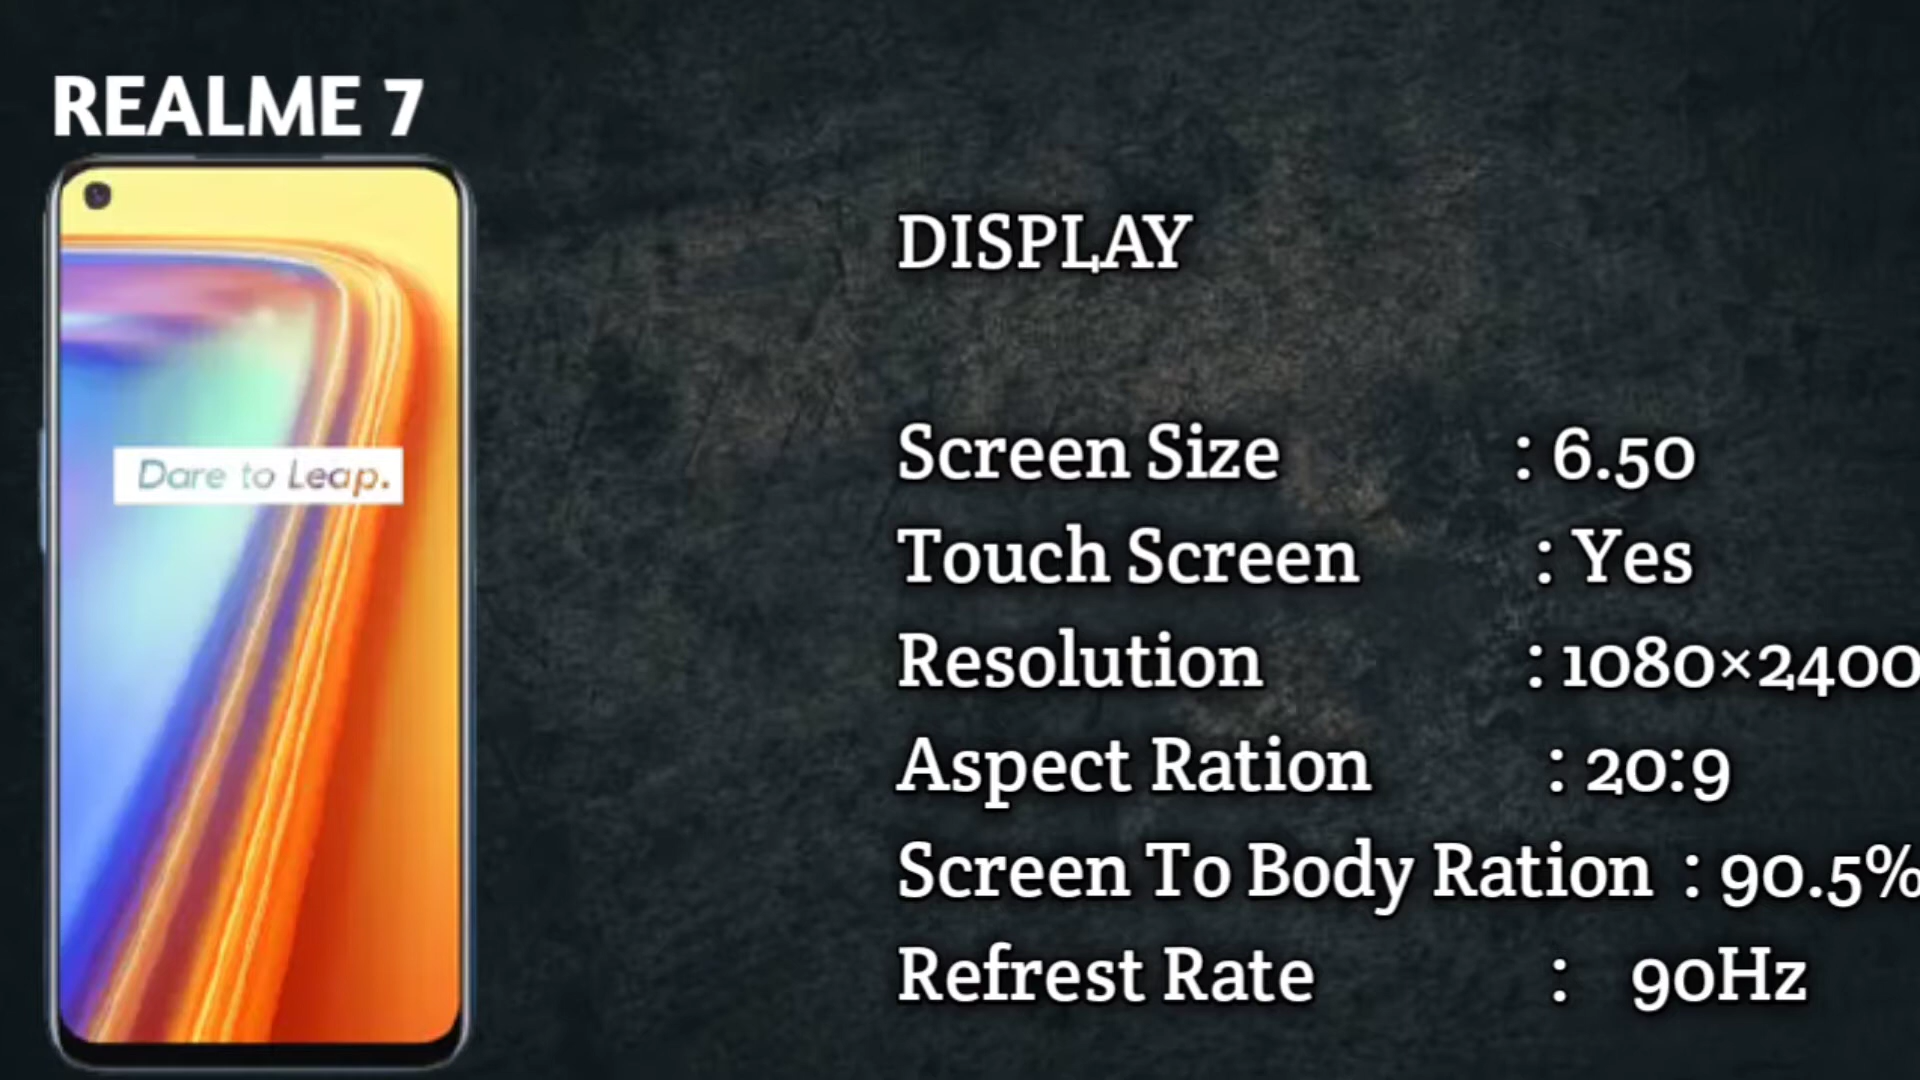 REALME 7
Dare to Leap.
DISPLAY
Screen Size : 6.50
Touch Screen : Yes
Resolution : 1080×2400
Aspect Ration : 20:9
Screen To Body Ration : 90.5%
Refrest Rate : 90Hz